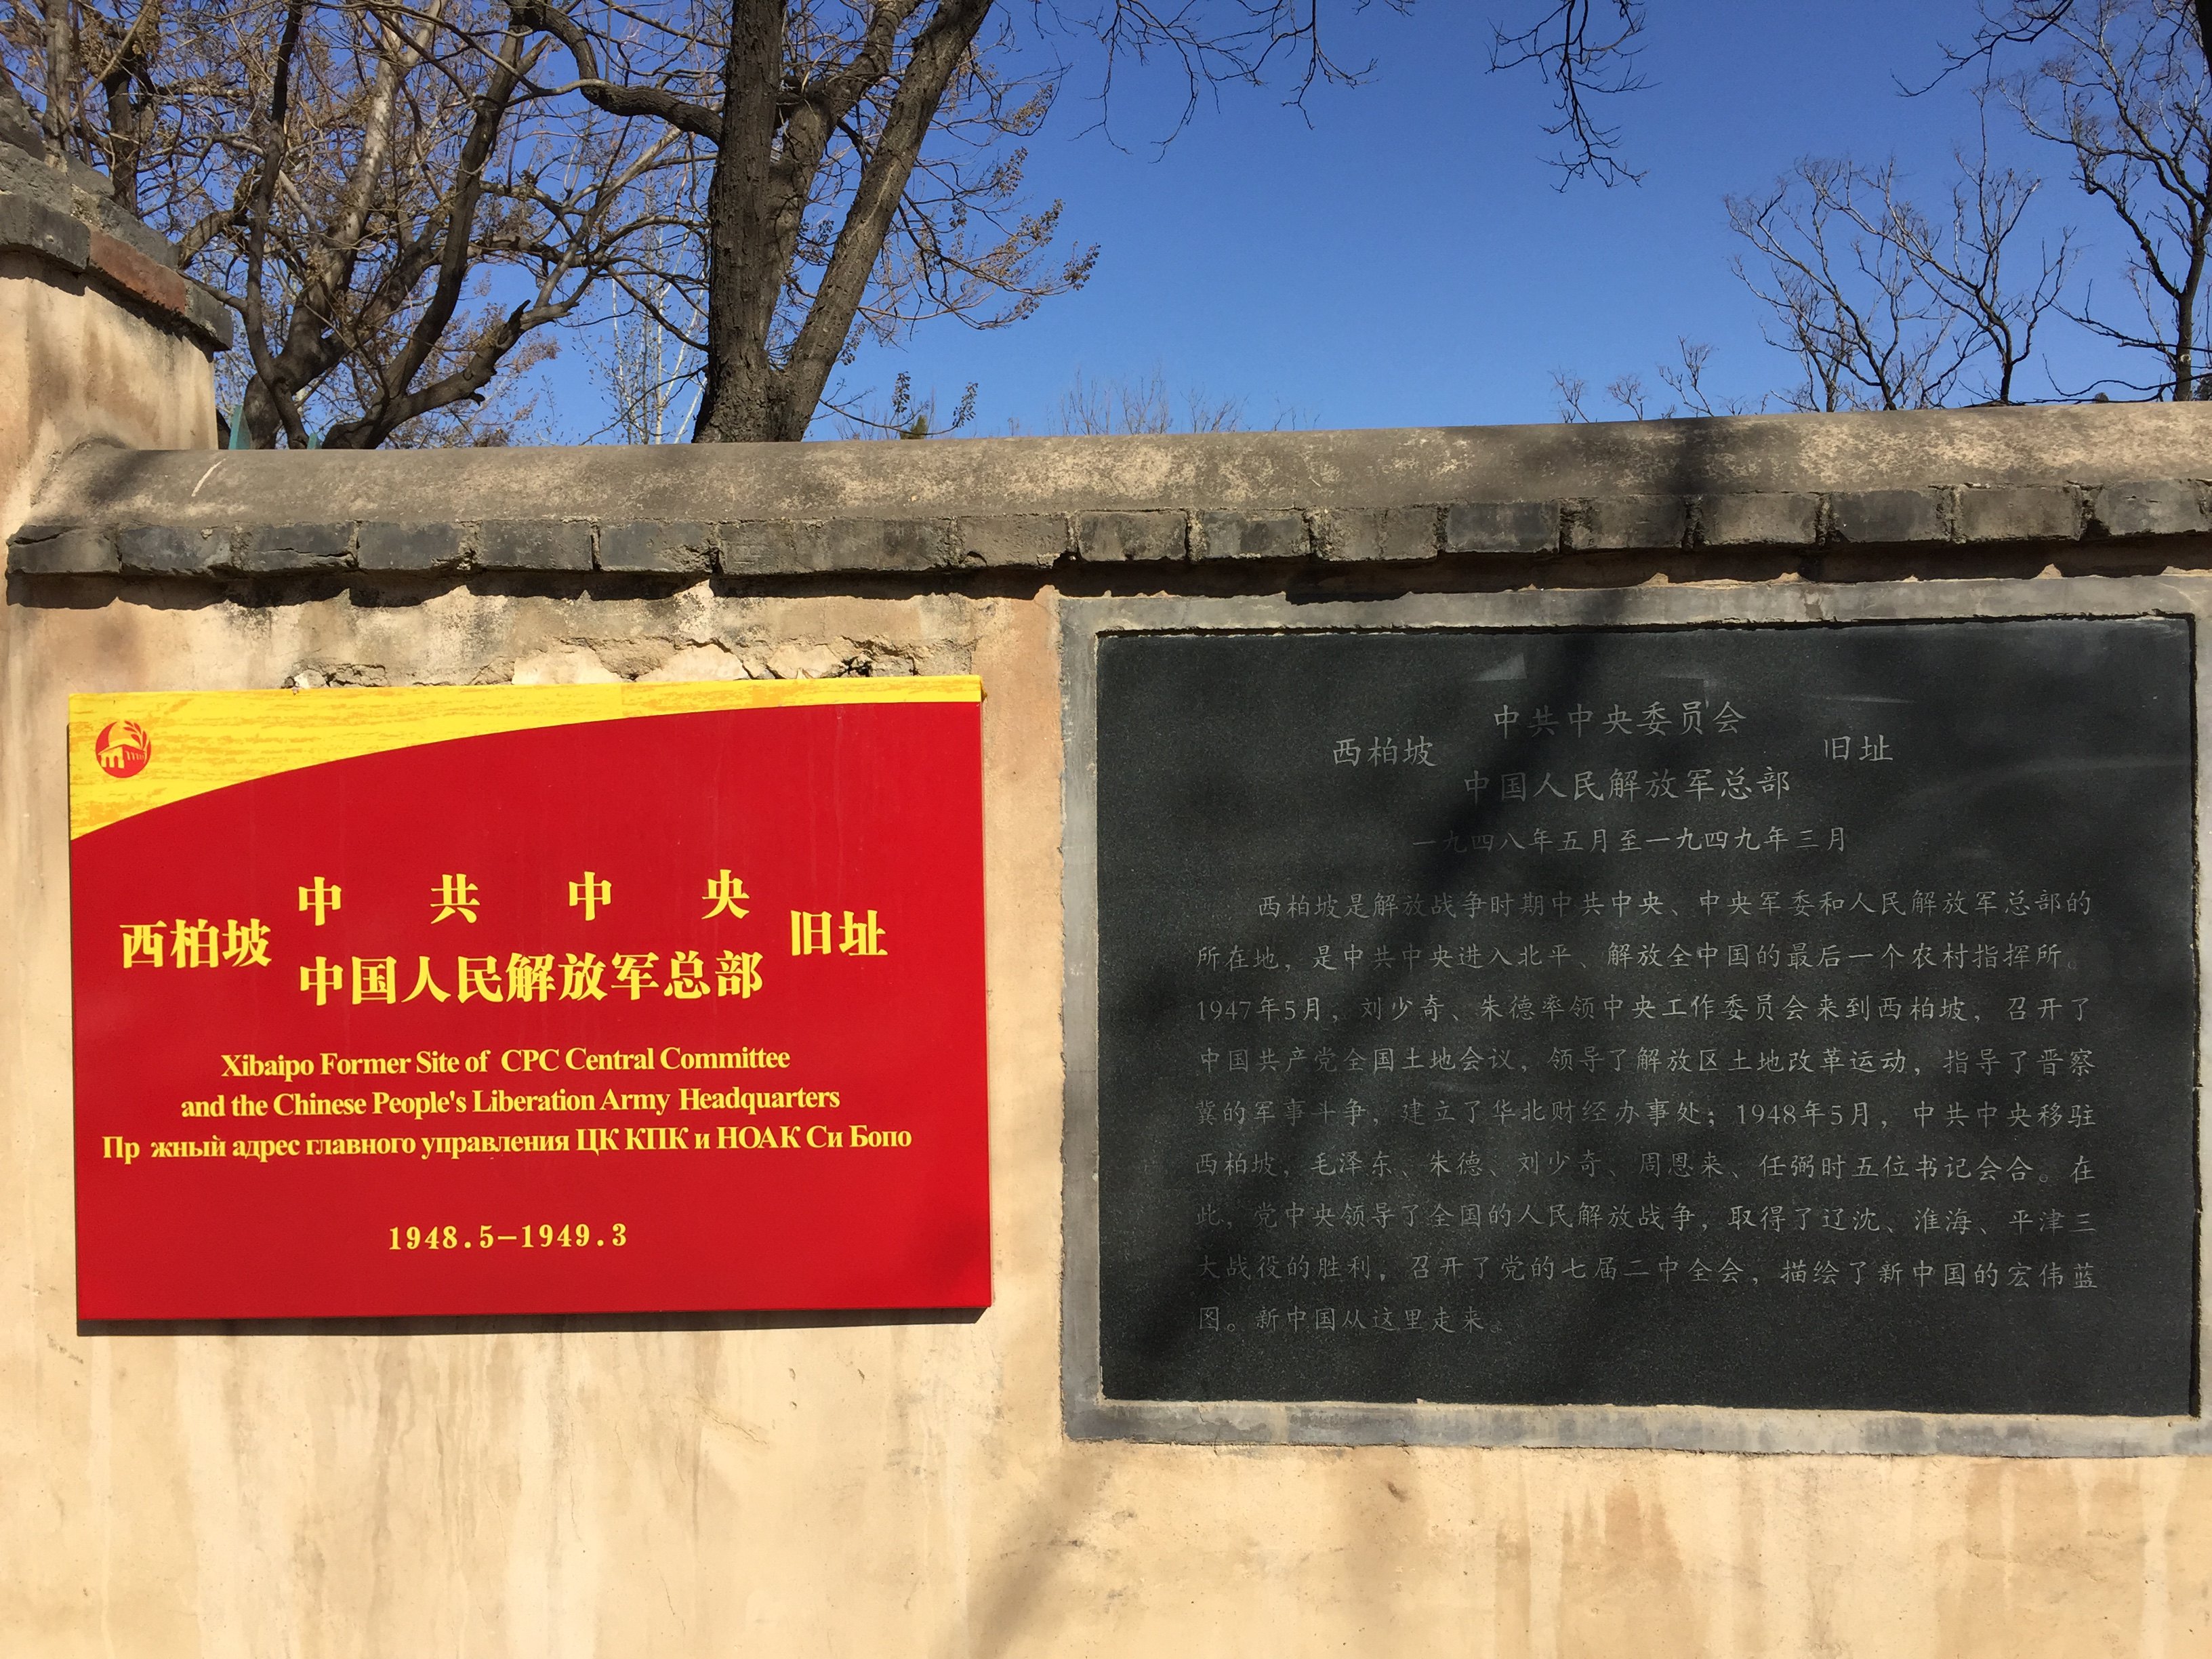 中共中央
西柏坡 旧址
中国人民解放军总部
Xibaipo Former Site of CPC Central Committee
and the Chinese People's Liberation Army Headquarters
Пр жный адрес главного управления ЦК КПК и НОАК Си Бопо
1948.5—1949.3
中共中央委员会
西柏坡 旧址
中国人民解放军总部
一九四八年五月至一九四九年三月
西柏坡是解放战争时期中共中央、中央军委和人民解放军总部的
所在地，是中共中央进入北平、解放全中国的最后一个农村指挥所。
1947年5月，刘少奇、朱德率领中央工作委员会来到西柏坡，召开了
中国共产党全国土地会议，领导了解放区土地改革运动，指导了晋察
冀的军事斗争，建立了华北财经办事处；1948年5月，中共中央移驻
西柏坡，毛泽东、朱德、刘少奇、周恩来、任弼时五位书记会合。在
此，党中央领导了全国的人民解放战争，取得了辽沈、淮海、平津三
大战役的胜利，召开了党的七届二中全会，描绘了新中国的宏伟蓝
图。新中国从这里走来。